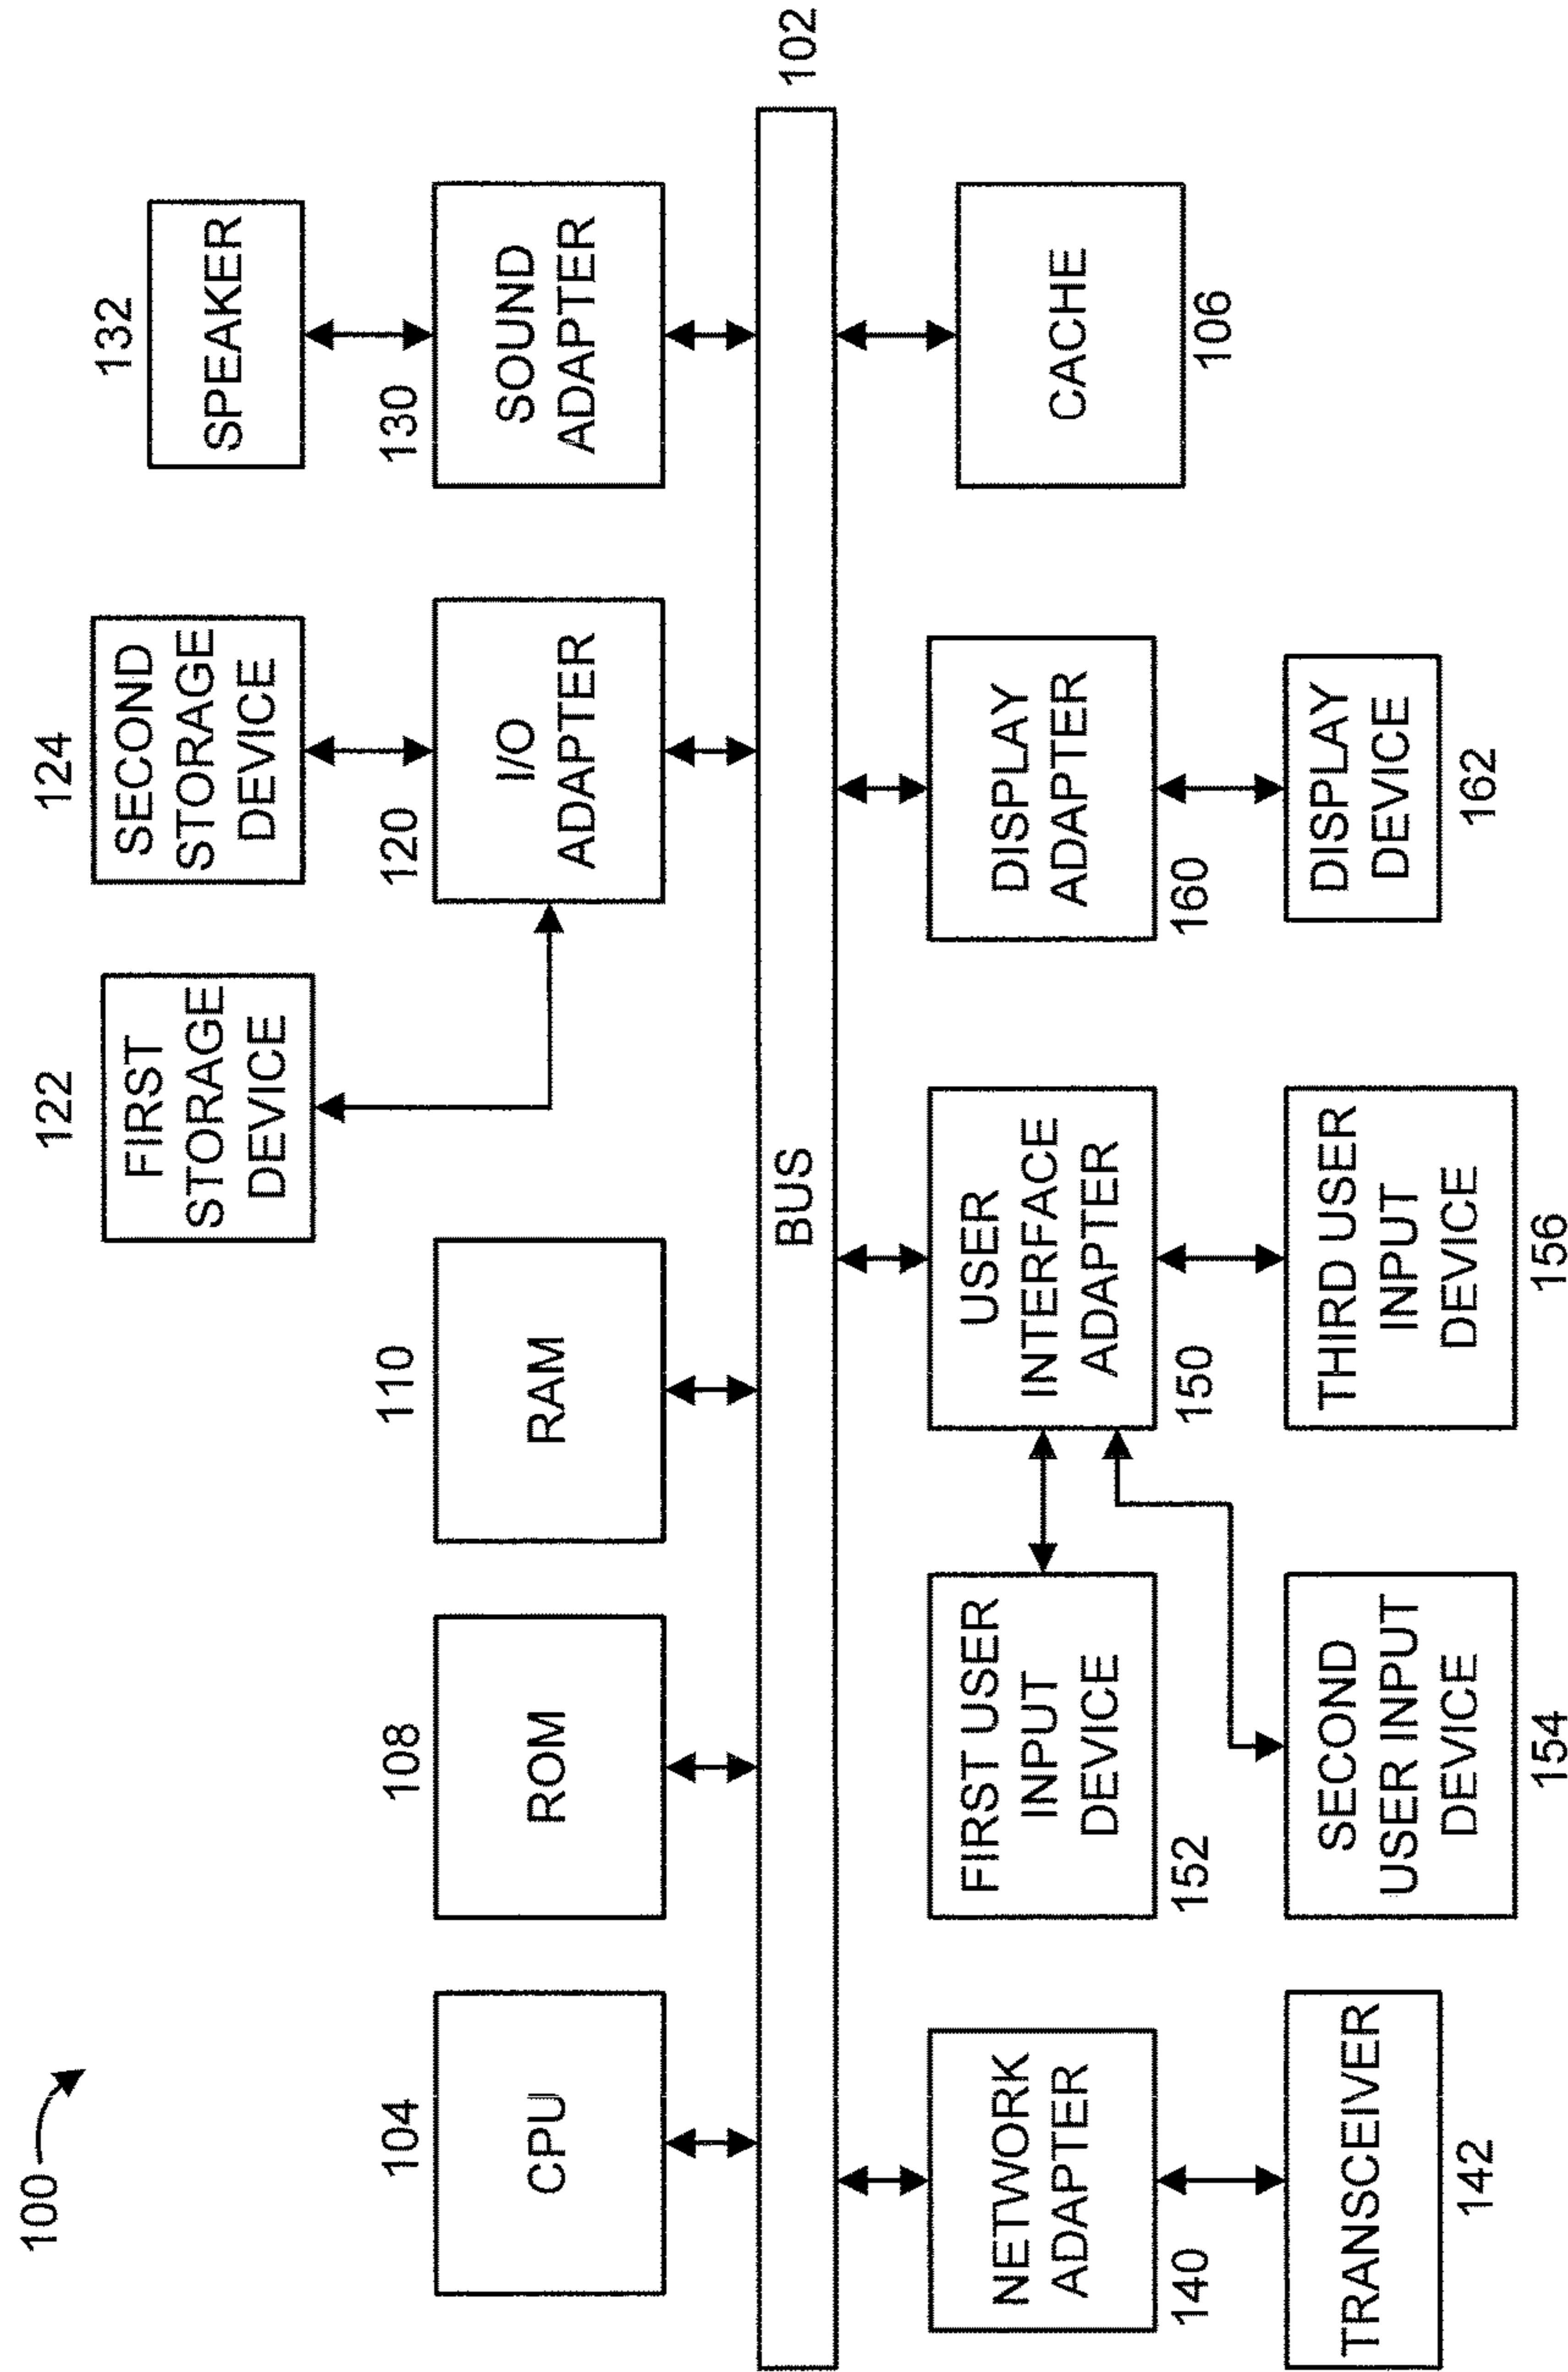 100
122
FIRST
STORAGE
DEVICE
124
SECOND
STORAGE
DEVICE
132
SPEAKER
104
CPU
108
ROM
110
RAM
120
I/O
ADAPTER
130
SOUND
ADAPTER
BUS
102
NETWORK
ADAPTER
140
FIRST USER
INPUT
DEVICE
152
USER
INTERFACE
ADAPTER
150
DISPLAY
ADAPTER
160
CACHE
106
TRANSCEIVER
142
SECOND
USER INPUT
DEVICE
154
THIRD USER
INPUT
DEVICE
156
DISPLAY
DEVICE
162